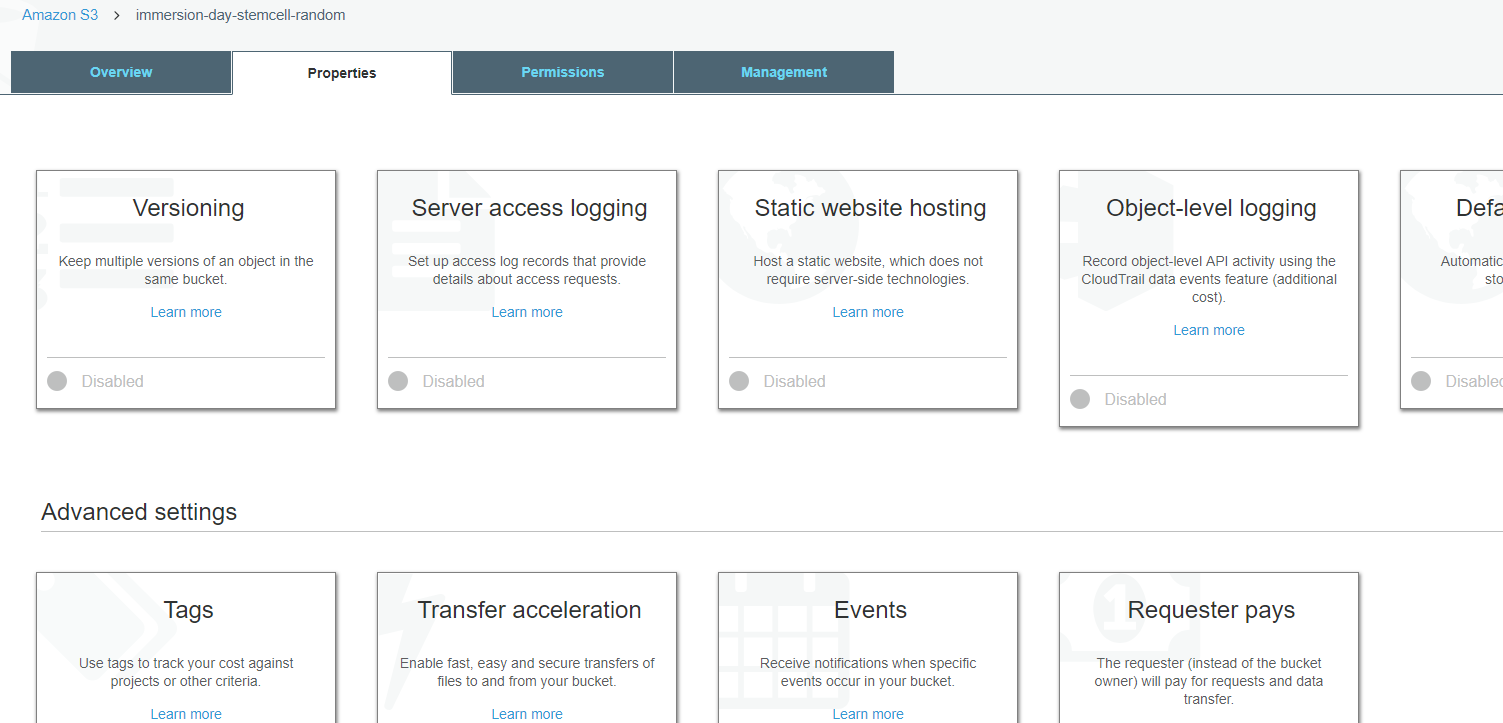 Amazon S3 > immersion-day-stemcell-random
Overview
Properties
Permissions
Management
Versioning
Keep multiple versions of an object in the
same bucket.
Learn more
Disabled
Server access logging
Set up access log records that provide
details about access requests.
Learn more
Disabled
Static website hosting
Host a static website, which does not
require server-side technologies.
Learn more
Disabled
Object-level logging
Record object-level API activity using the
CloudTrail data events feature (additional
cost).
Learn more
Disabled
Defa
Automatic
sto
Disabled
Advanced settings
Tags
Use tags to track your cost against
projects or other criteria.
Learn more
Transfer acceleration
Enable fast, easy and secure transfers of
files to and from your bucket.
Learn more
Events
Receive notifications when specific
events occur in your bucket.
Learn more
Requester pays
The requester (instead of the bucket
owner) will pay for requests and data
transfer.